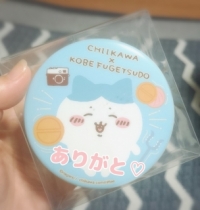 CHIIKAWA
×
KOBE FUGETSUDO
ありがと